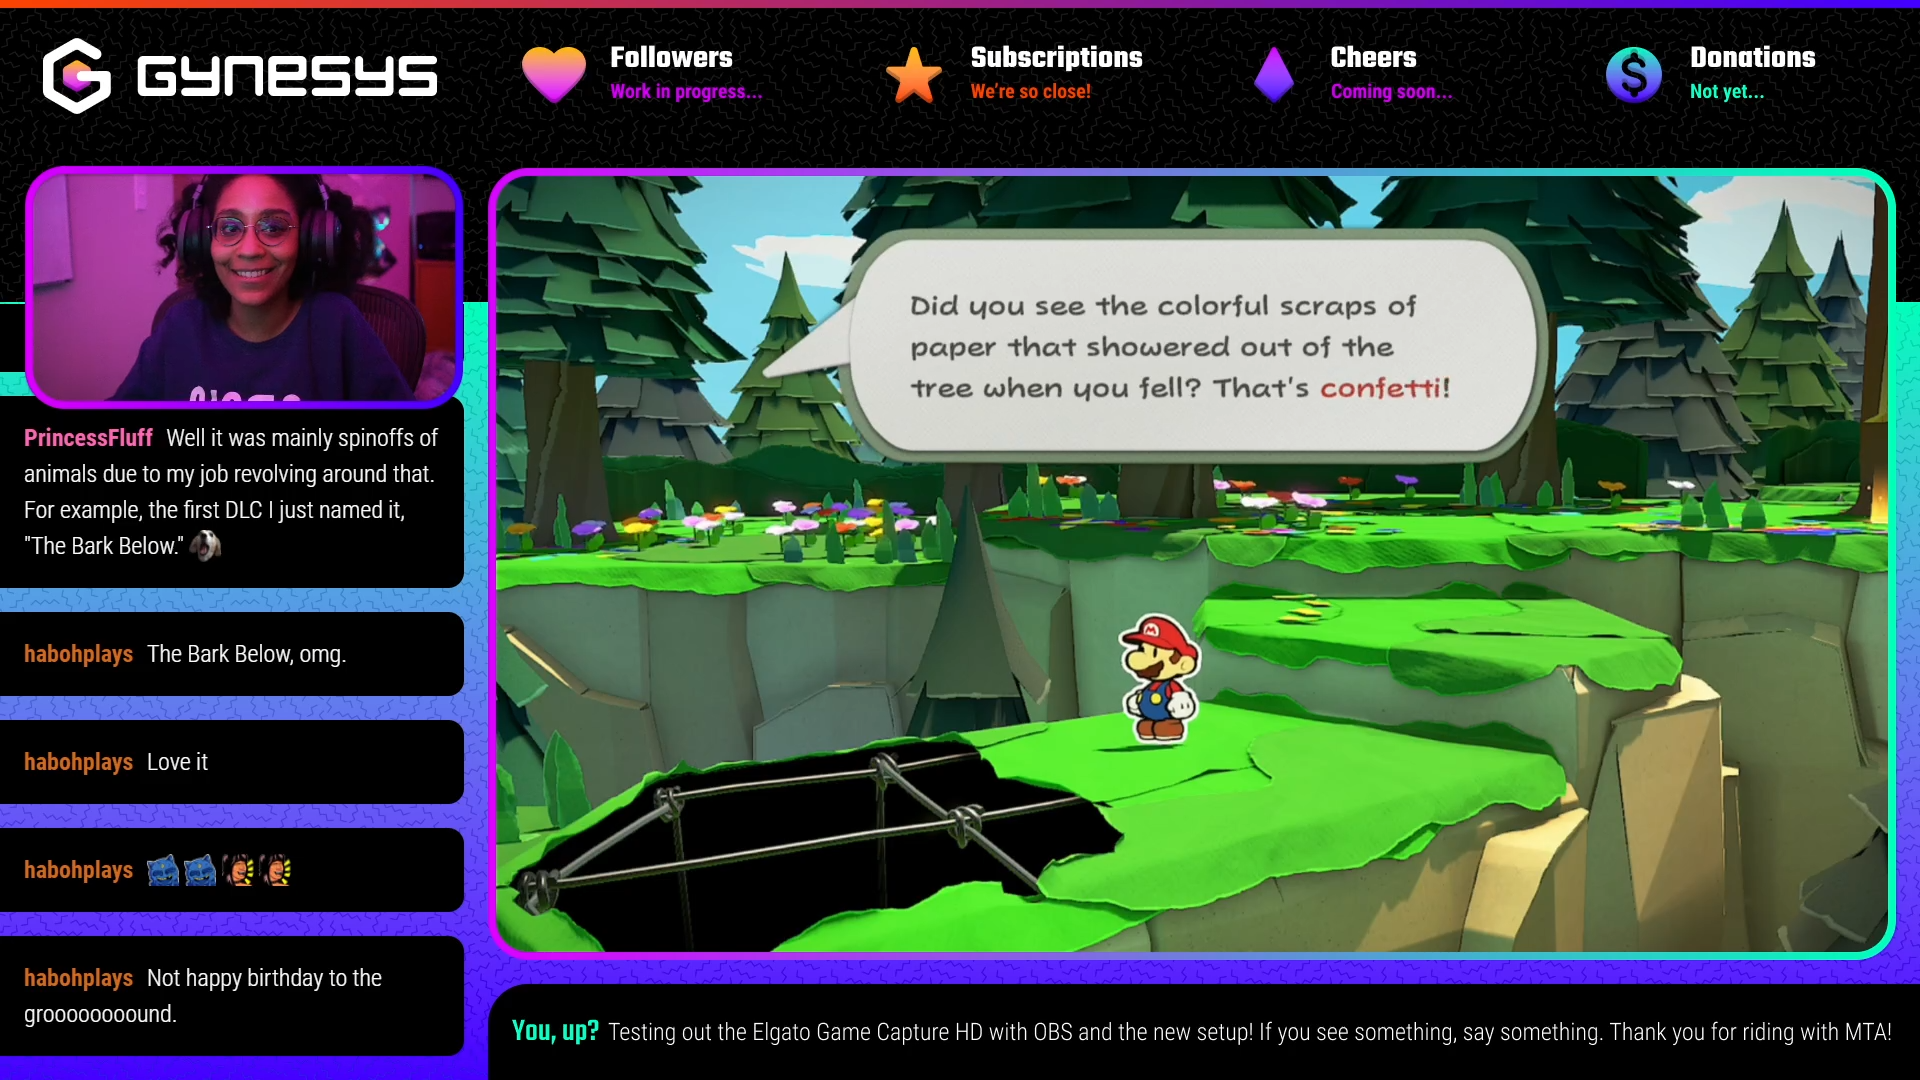 GYNESYS
Followers
Work in progress...
Subscriptions
We're so close!
Cheers
Coming soon...
Donations
Not yet...
Did you see the colorful scraps of
paper that showered out of the
tree when you fell? That's confetti!
PrincessFluff Well it was mainly spinoffs of
animals due to my job revolving around that.
For example, the first DLC I just named it,
"The Bark Below."
habohplays The Bark Below, omg.
habohplays Love it
habohplays
habohplays Not happy birthday to the
grooooooooound.
You, up? Testing out the Elgato Game Capture HD with OBS and the new setup! If you see something, say something. Thank you for riding with MTA!